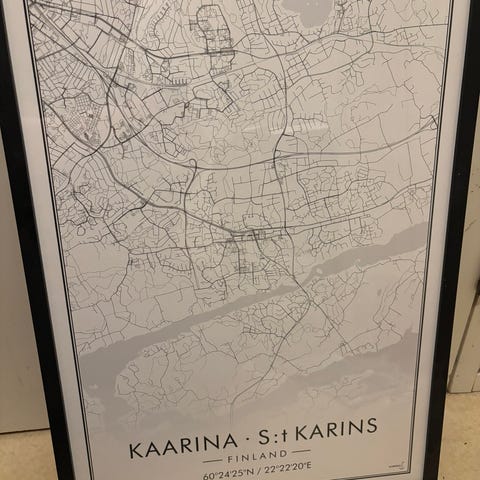 KAARINA · S:t KARINS
FINLAND
60°24'25"N / 22°22'20"E